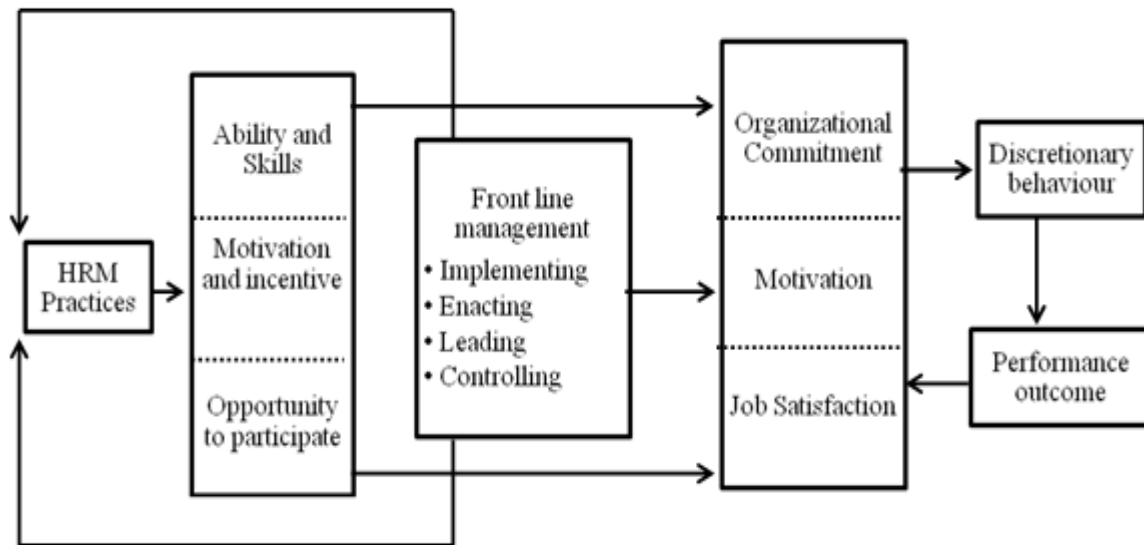 HRM
Practices
Ability and
Skills
Motivation
and incentive
Opportunity
to participate
Front line
management
• Implementing
• Enacting
• Leading
• Controlling
Organizational
Commitment
Motivation
Job Satisfaction
Discretionary
behaviour
Performance
outcome